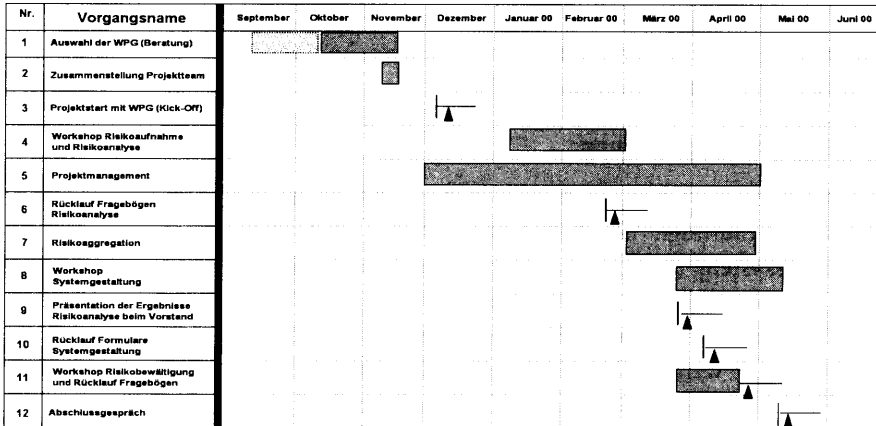 Nr.
Vorgangsname
September Oktober November Dezember Januar 00 Februar 00 März 00 April 00 Mai 00 Juni 00
1 Auswahl der WPG (Beratung)
2 Zusammenstellung Projektteam
3 Projektstart mit WPG (Kick-Off)
4 Workshop Risikoaufnahme
und Risikoanalyse
5 Projektmanagement
6 Rücklauf Fragebögen
Risikoanalyse
7 Risikoaggregation
8 Workshop
Systemgestaltung
9 Präsentation der Ergebnisse
Risikoanalyse beim Vorstand
10 Rücklauf Formulare
Systemgestaltung
11 Workshop Risikobewältigung
und Rücklauf Fragebögen
12 Abschlussgespräch